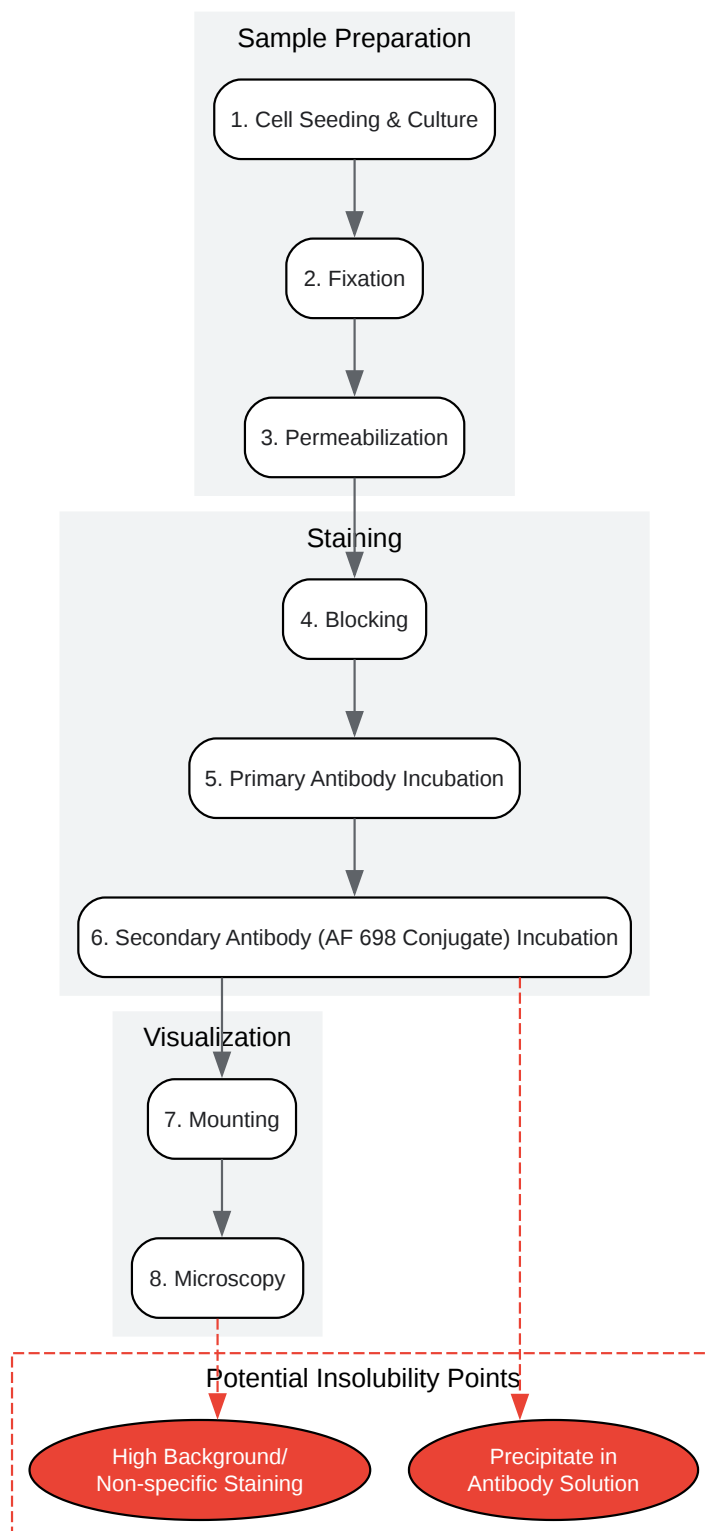 Sample Preparation
1. Cell Seeding & Culture
2. Fixation
3. Permeabilization
Staining
4. Blocking
5. Primary Antibody Incubation
6. Secondary Antibody (AF 698 Conjugate) Incubation
Visualization
7. Mounting
8. Microscopy
Potential Insolubility Points
High Background/
Non-specific Staining
Precipitate in
Antibody Solution